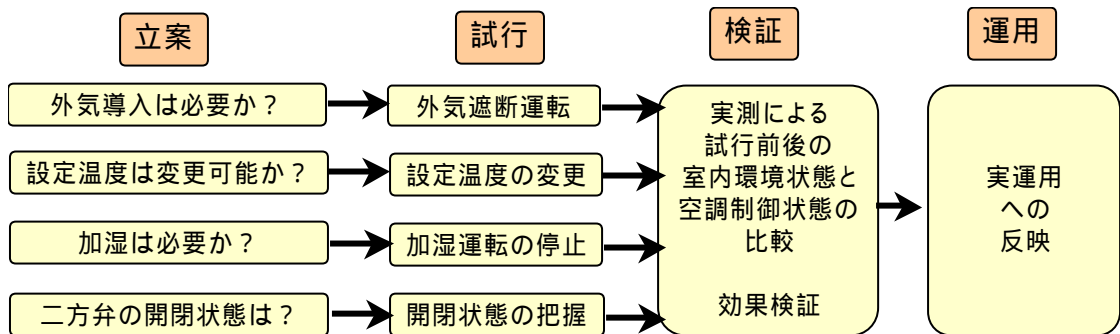 立案
試行
検証
運用
外気導入は必要か？
外気遮断運転
設定温度は変更可能か？
設定温度の変更
加湿は必要か？
加湿運転の停止
二方弁の開閉状態は？
開閉状態の把握
実測による
試行前後の
室内環境状態と
空調制御状態の
比較
効果検証
実運用
への
反映